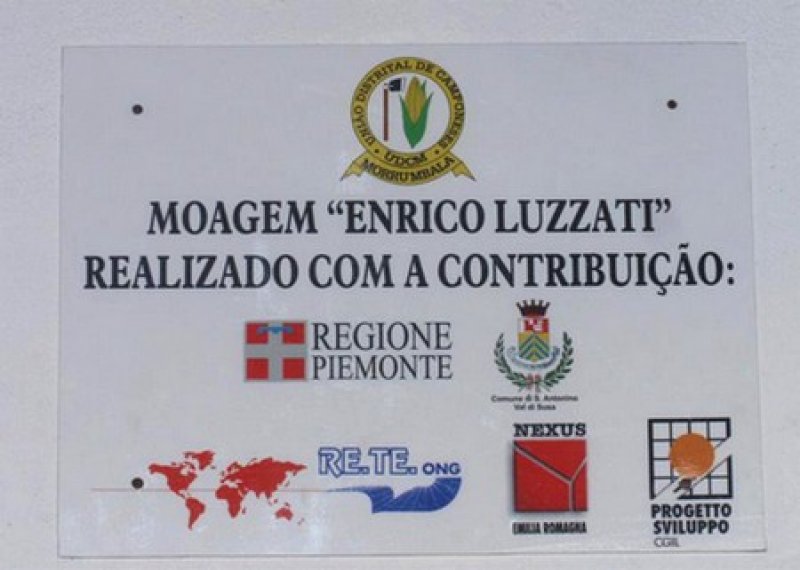 UNIÃO DISTRITAL DE CAMPONESES
UDCM
MORRUMBALA
MOAGEM “ENRICO LUZZATI”
REALIZADO COM A CONTRIBUIÇÃO:
REGIONE
PIEMONTE
Comune di S. Antonino
Val di Susa
RE.TE. ONG
NEXUS
EMILIA ROMAGNA
PROGETTO
SVILUPPO
CGIL